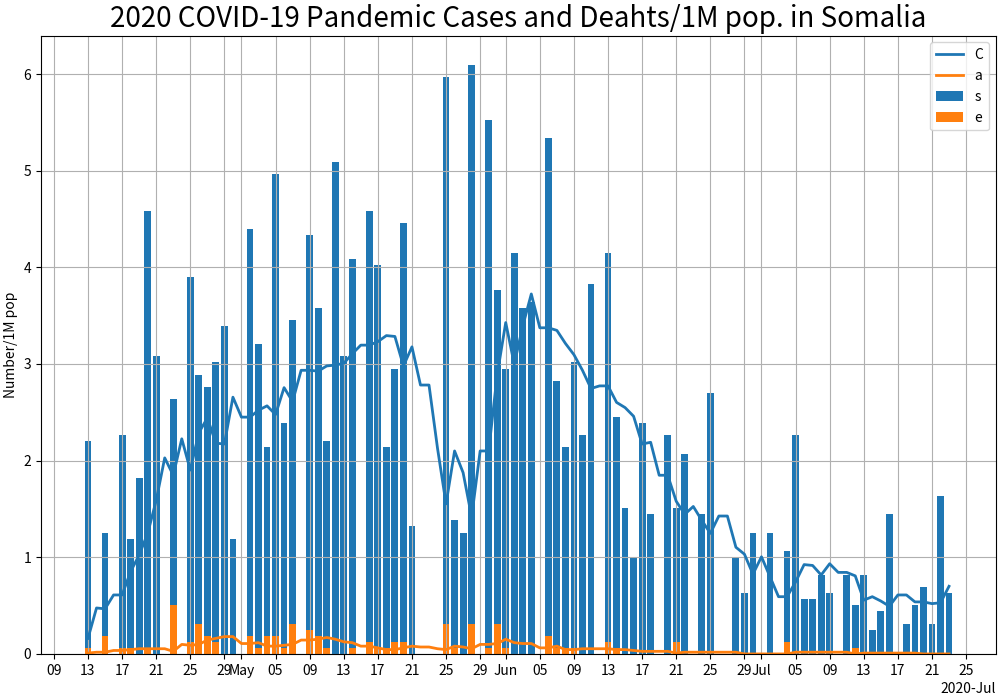 2020 COVID-19 Pandemic Cases and Deahts/1M pop. in Somalia
C
a
s
e
Number/1M pop
6
5
4
3
2
1
0
09 13 17 21 25 29 May 05 09 13 17 21 25 29 Jun 05 09 13 17 21 25 29 Jul 05 09 13 17 21 25
2020-Jul